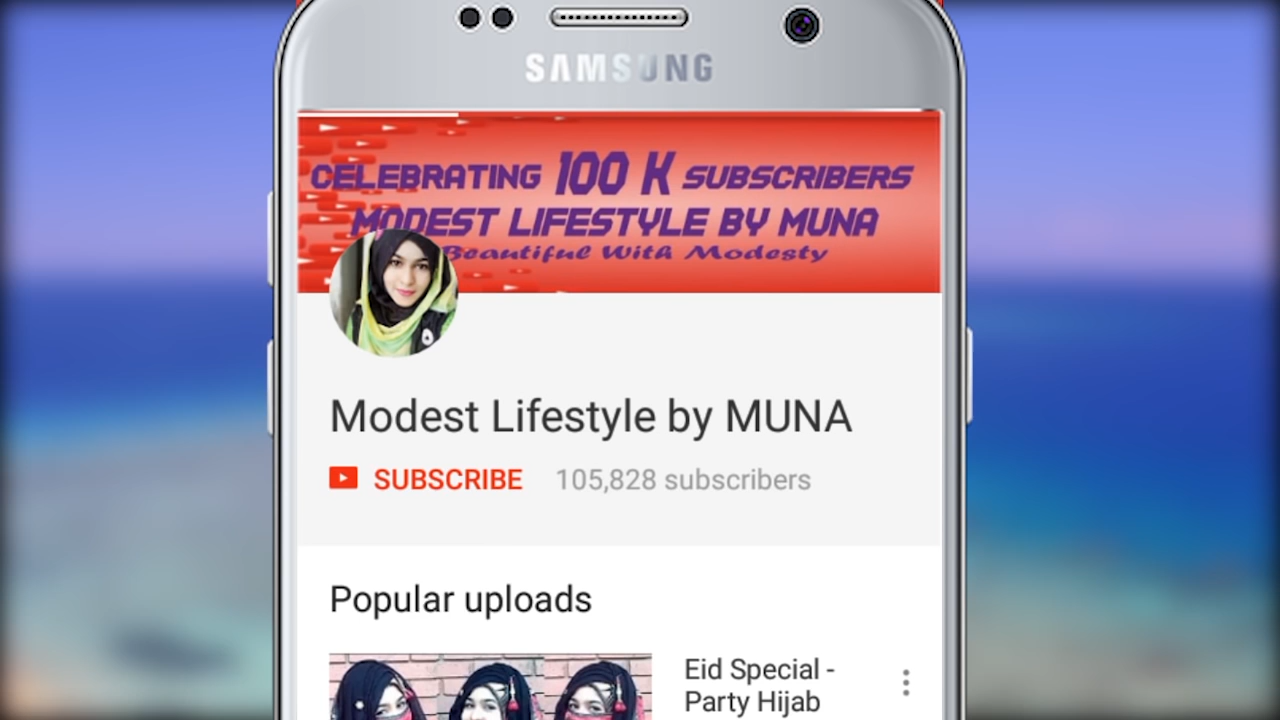 SAMSUNG
CELEBRATING 100 K SUBSCRIBERS
MODEST LIFESTYLE BY MUNA
Beautiful With Modesty
Modest Lifestyle by MUNA
SUBSCRIBE 105,828 subscribers
Popular uploads
Eid Special -
Party Hijab